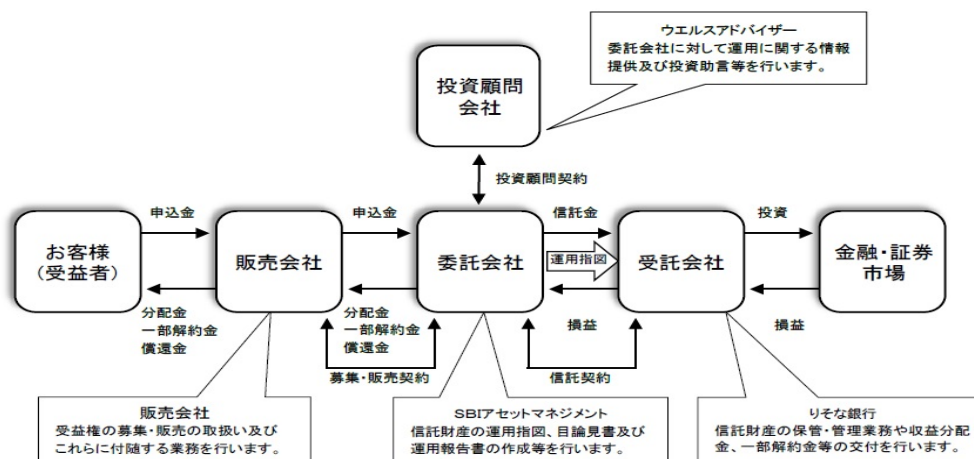 ウエルスアドバイザー
委託会社に対して運用に関する情報
提供及び投資助言等を行います。
投資顧問
会社
投資顧問契約
お客様
(受益者)
申込金
分配金
一部解約金
償還金
販売会社
申込金
分配金
一部解約金
償還金
募集・販売契約
委託会社
信託金
運用指図
損益
信託契約
受託会社
投資
損益
金融・証券
市場
販売会社
受益権の募集・販売の取扱い及び
これらに付随する業務を行います。
SBIアセットマネジメント
信託財産の運用指図、目論見書及び
運用報告書の作成等を行います。
りそな銀行
信託財産の保管・管理業務や収益分配
金、一部解約金等の交付を行います。